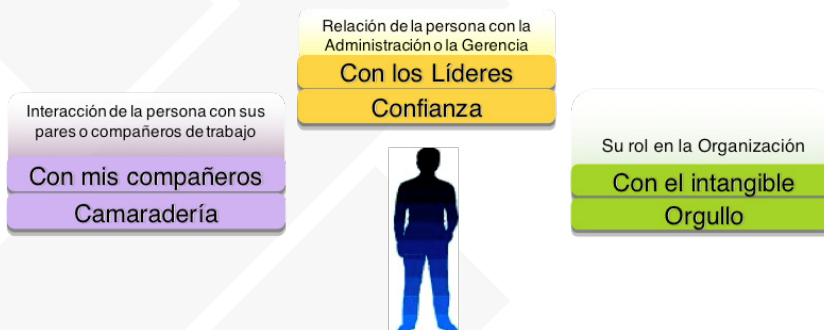 Relación de la persona con la
Administración o la Gerencia
Con los Líderes
Confianza
Interacción de la persona con sus
pares o compañeros de trabajo
Con mis compañeros
Camaradería
Su rol en la Organización
Con el intangible
Orgullo